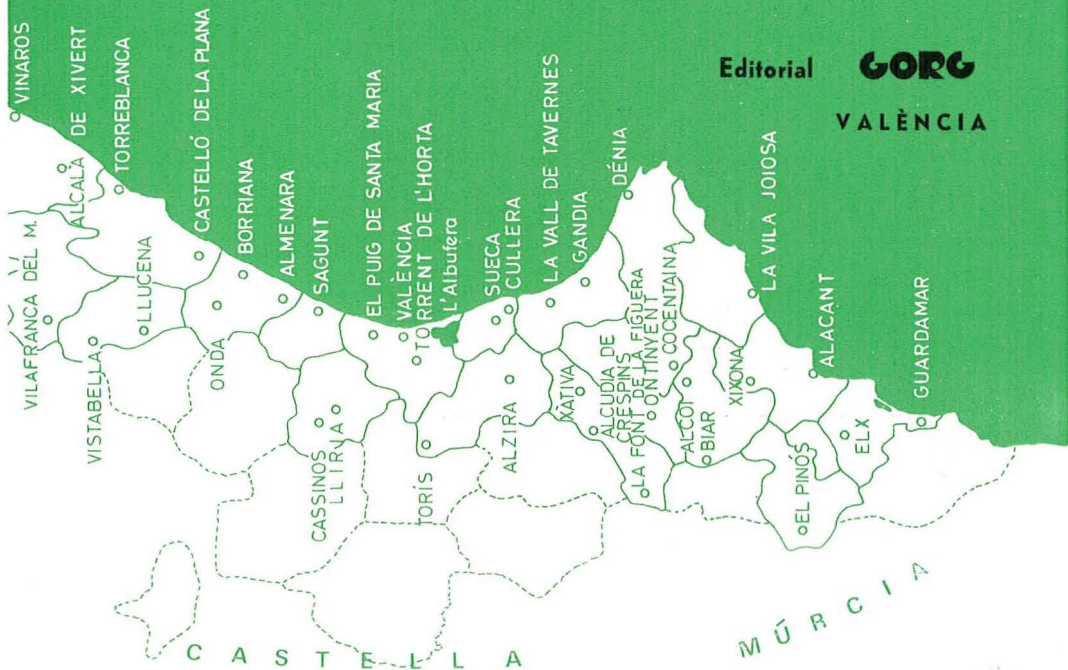 Editorial GORG
VALÈNCIA
VINAROS
ALCALÀ DE XIVERT
TORREBLANCA
CASTELLÓ DE LA PLANA
BORRIANA
ALMENARA
SAGUNT
EL PUIG DE SANTA MARIA
VALÈNCIA
TORRENT DE L'HORTA
L'Albufera
SUECA
CULLERA
LA VALL DE TAVERNES
GANDIA
DÉNIA
VILAFRANCA DEL M.
VISTABELLA
LLUCENA
ONDA
CASSINOS
LLIRIA
TORÍS
ALZIRA
XÀTIVA
ALCUDIA DE
CRESPINS
LA FONT DE LA FIGUERA
ONTINYENT
COCENTAINA
ALCOI
BIAR
XIXONA
LA VILA JOIOSA
ALACANT
EL PINÓS
ELX
GUARDAMAR
CASTELLA
MÚRCIA